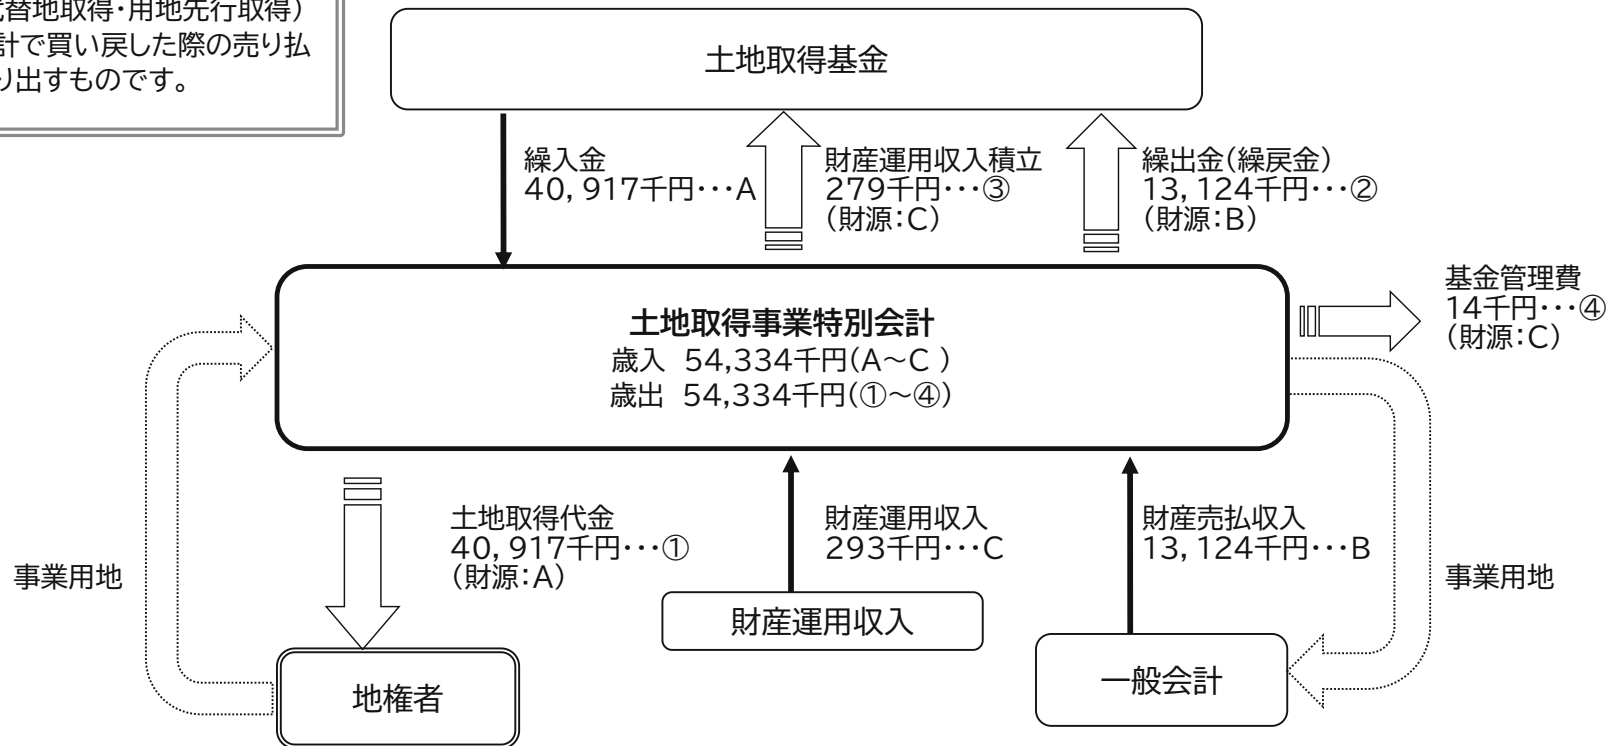 替地取得・用地先行取得)
計で買い戻した際の売り払
り出すものです。
土地取得基金
繰入金
40,917千円・・・A
財産運用収入積立
279千円・・・③
(財源:C)
繰出金(繰戻金)
13,124千円・・・②
(財源:B)
基金管理費
14千円・・・④
(財源:C)
土地取得事業特別会計
歳入 54,334千円(A～C )
歳出 54,334千円(①～④)
土地取得代金
40,917千円・・・①
(財源:A)
財産運用収入
293千円・・・C
財産売払収入
13,124千円・・・B
事業用地
事業用地
財産運用収入
一般会計
地権者